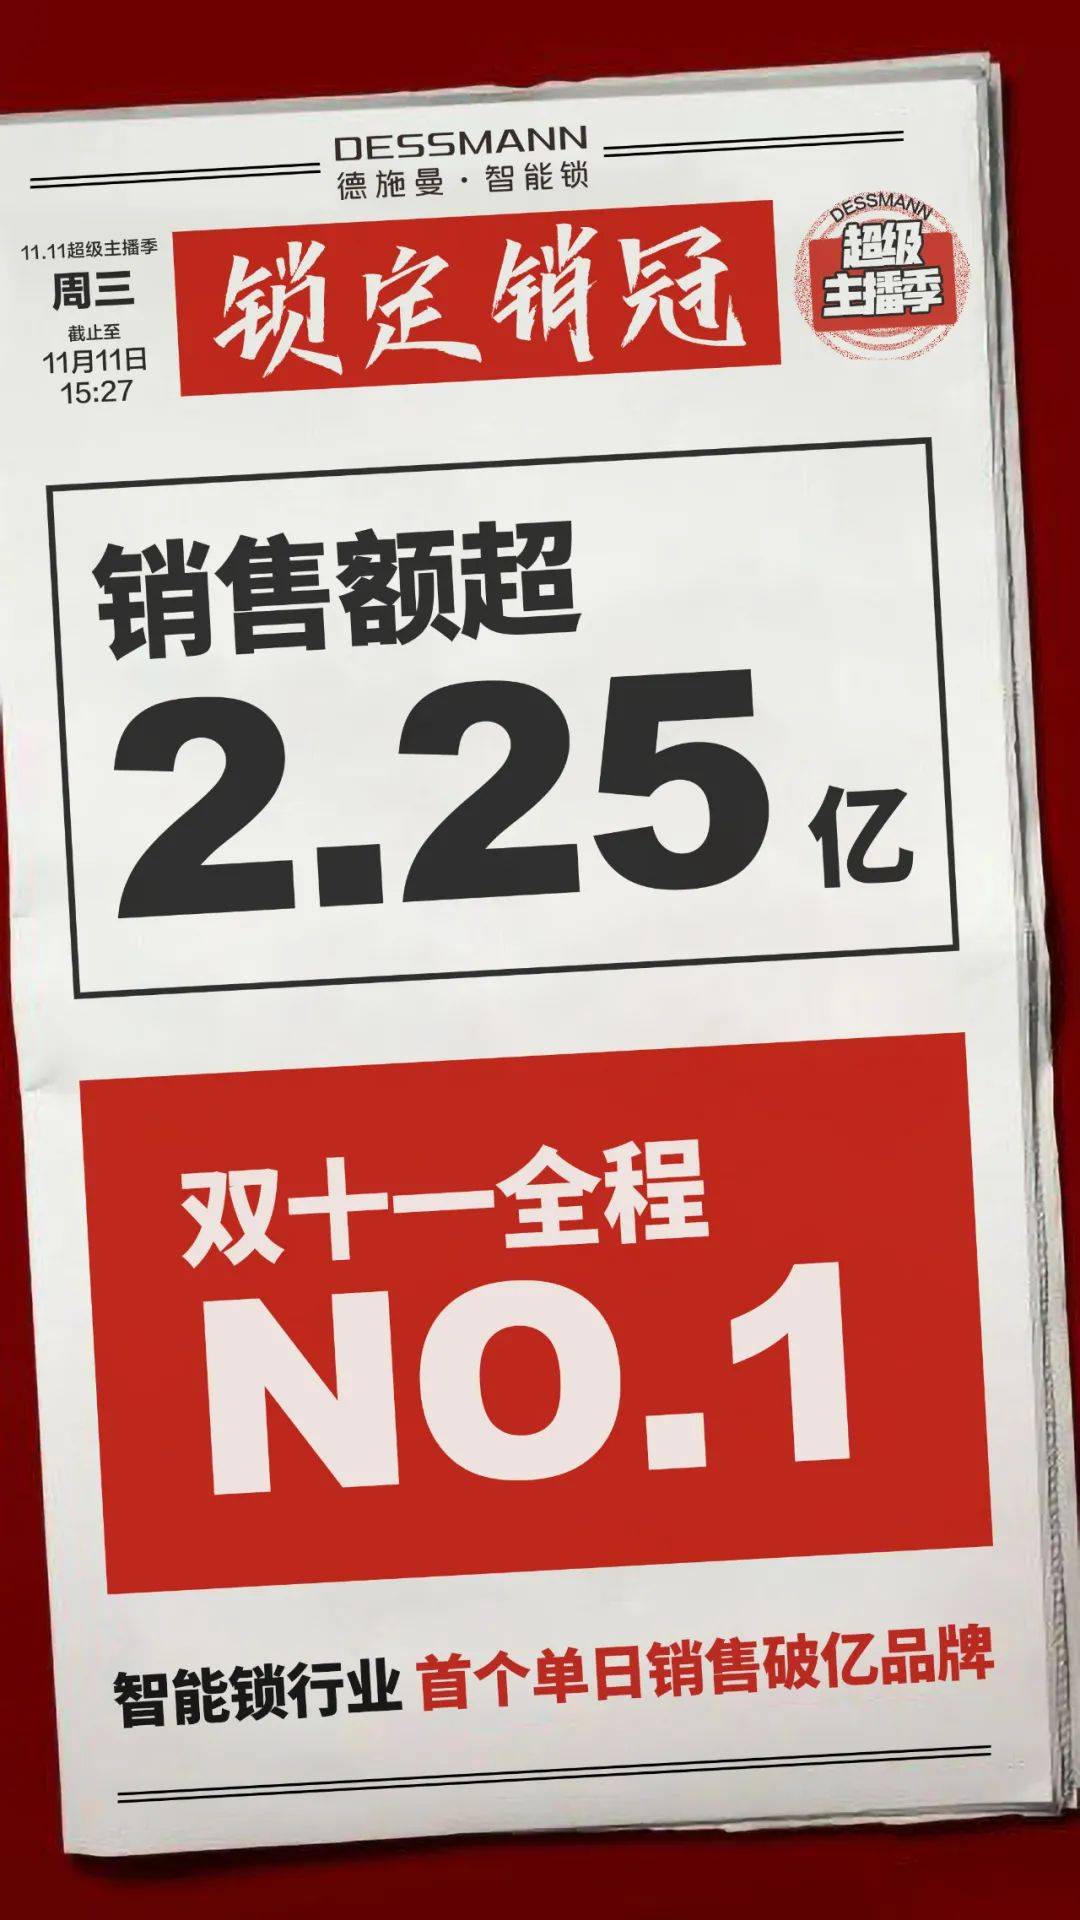 DESSMANN
德施曼·智能锁
11.11超级主播季
周三
截止至
11月11日
15:27
锁定销冠
DESSMANN
超级
主播季
销售额超
2.25亿
双十一全程
NO.1
智能锁行业 首个单日销售破亿品牌